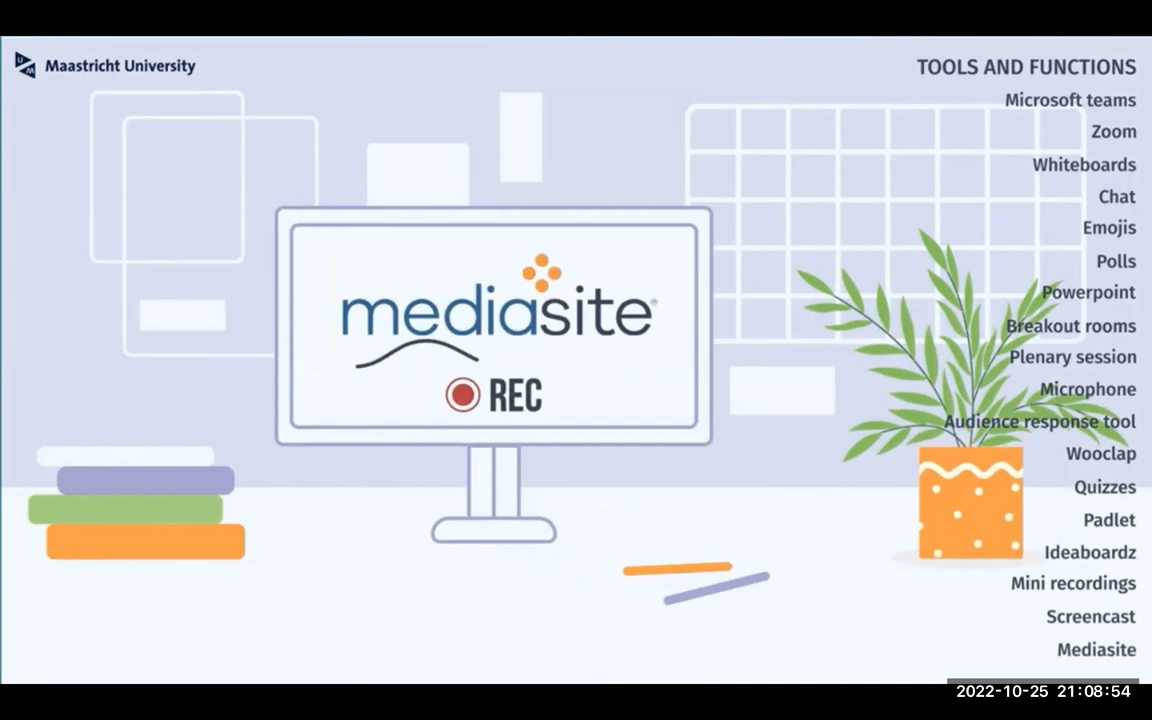 Maastricht University
TOOLS AND FUNCTIONS
Microsoft teams
Zoom
Whiteboards
Chat
Emojis
Polls
Powerpoint
Breakout rooms
Plenary session
Microphone
Audience response tool
Wooclap
Quizzes
Padlet
Ideaboardz
Mini recordings
Screencast
Mediasite
mediasite
REC
2022-10-25 21:08:54